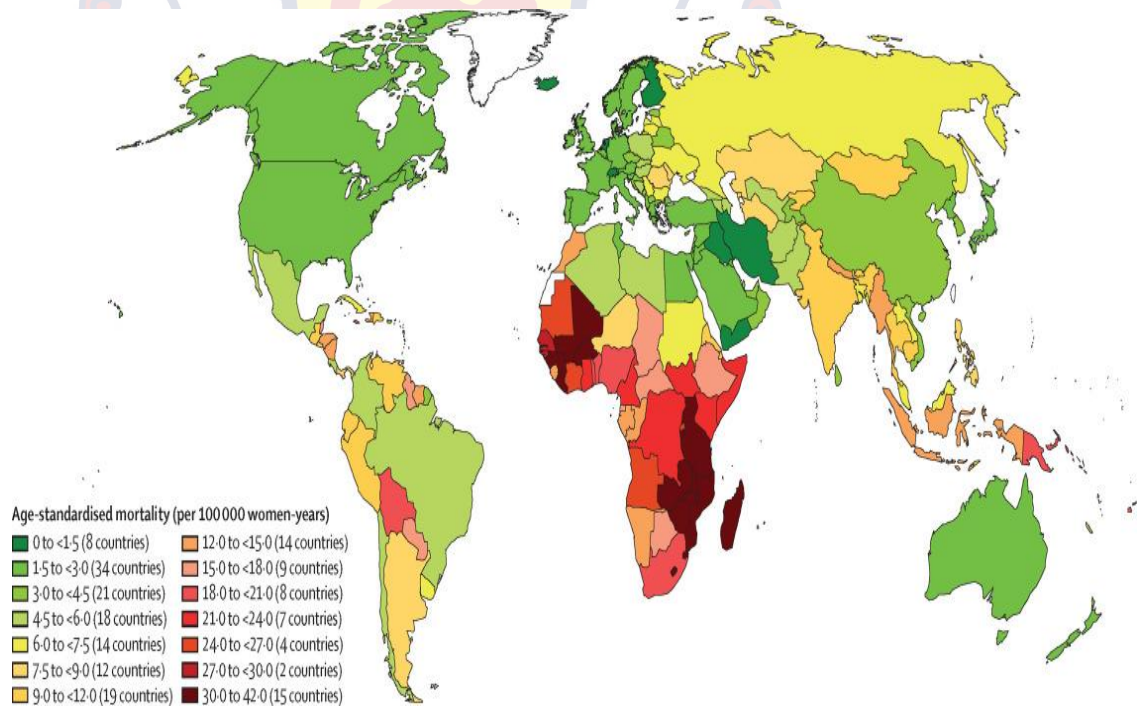 Age-standardised mortality (per 100 000 women-years)
0 to <1·5 (8 countries)
1·5 to <3·0 (34 countries)
3·0 to <4·5 (21 countries)
4·5 to <6·0 (18 countries)
6·0 to <7·5 (14 countries)
7·5 to <9·0 (12 countries)
9·0 to <12·0 (19 countries)
12·0 to <15·0 (14 countries)
15·0 to <18·0 (9 countries)
18·0 to <21·0 (8 countries)
21·0 to <24·0 (7 countries)
24·0 to <27·0 (4 countries)
27·0 to <30·0 (2 countries)
30·0 to 42·0 (15 countries)